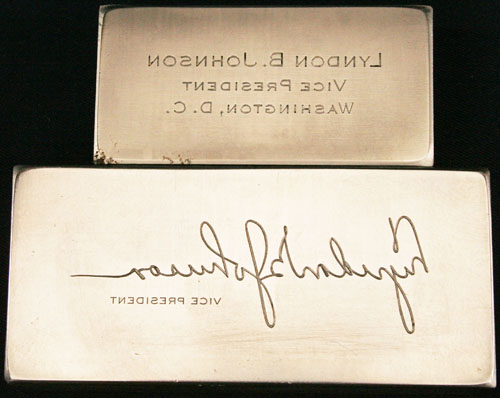 LYNDON B. JOHNSON
VICE PRESIDENT
WASHINGTON, D.C.
Lyndon B. Johnson
VICE PRESIDENT